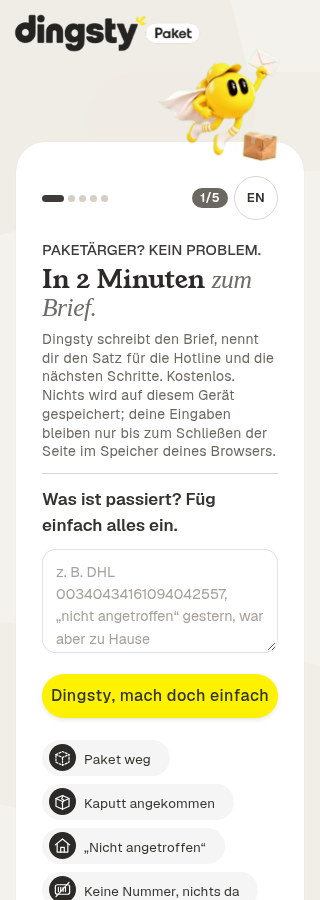 dingsty Paket
1/5 EN
PAKETÄRGER? KEIN PROBLEM.
In 2 Minuten zum
Brief.
Dingsty schreibt den Brief, nennt
dir den Satz für die Hotline und die
nächsten Schritte. Kostenlos.
Nichts wird auf diesem Gerät
gespeichert; deine Eingaben
bleiben nur bis zum Schließen der
Seite im Speicher deines Browsers.
Was ist passiert? Füg
einfach alles ein.
z. B. DHL
00340434161094042557,
„nicht angetroffen“ gestern, war
aber zu Hause
Dingsty, mach doch einfach
Paket weg
Kaputt angekommen
„Nicht angetroffen“
Keine Nummer, nichts da